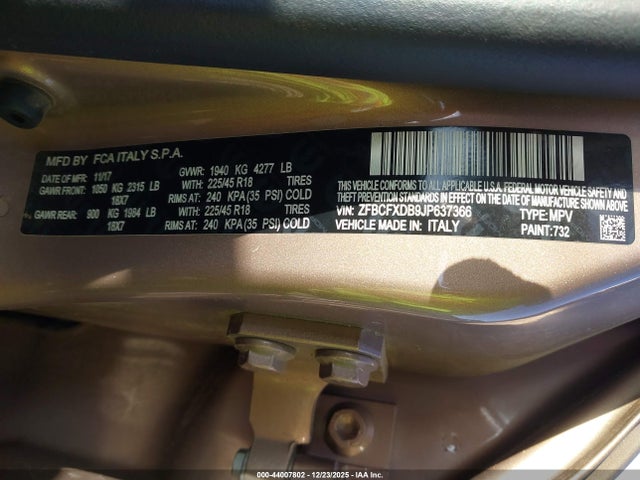 MFD BY FCA ITALY S.P.A.
DATE OF MFR: 11/17 GVWR: 1940 KG 4277 LB
GAWR FRONT: 1050 KG 2315 LB WITH: 225/45 R18 TIRES
18X7 RIMS AT: 240 KPA (35 PSI) COLD
GAWR REAR: 900 KG 1984 LB WITH: 225/45 R18 TIRES
18X7 RIMS AT: 240 KPA (35 PSI) COLD
THIS VEHICLE CONFORMS TO ALL APPLICABLE U.S.A. FEDERAL MOTOR VEHICLE SAFETY AND
THEFT PREVENTION STANDARDS IN EFFECT ON THE DATE OF MANUFACTURE SHOWN ABOVE.
VIN: ZFBCFXDB9JP637366 TYPE: MPV
VEHICLE MADE IN: ITALY PAINT: 732
000-44007802 - 12/23/2025 - IAAI.COM